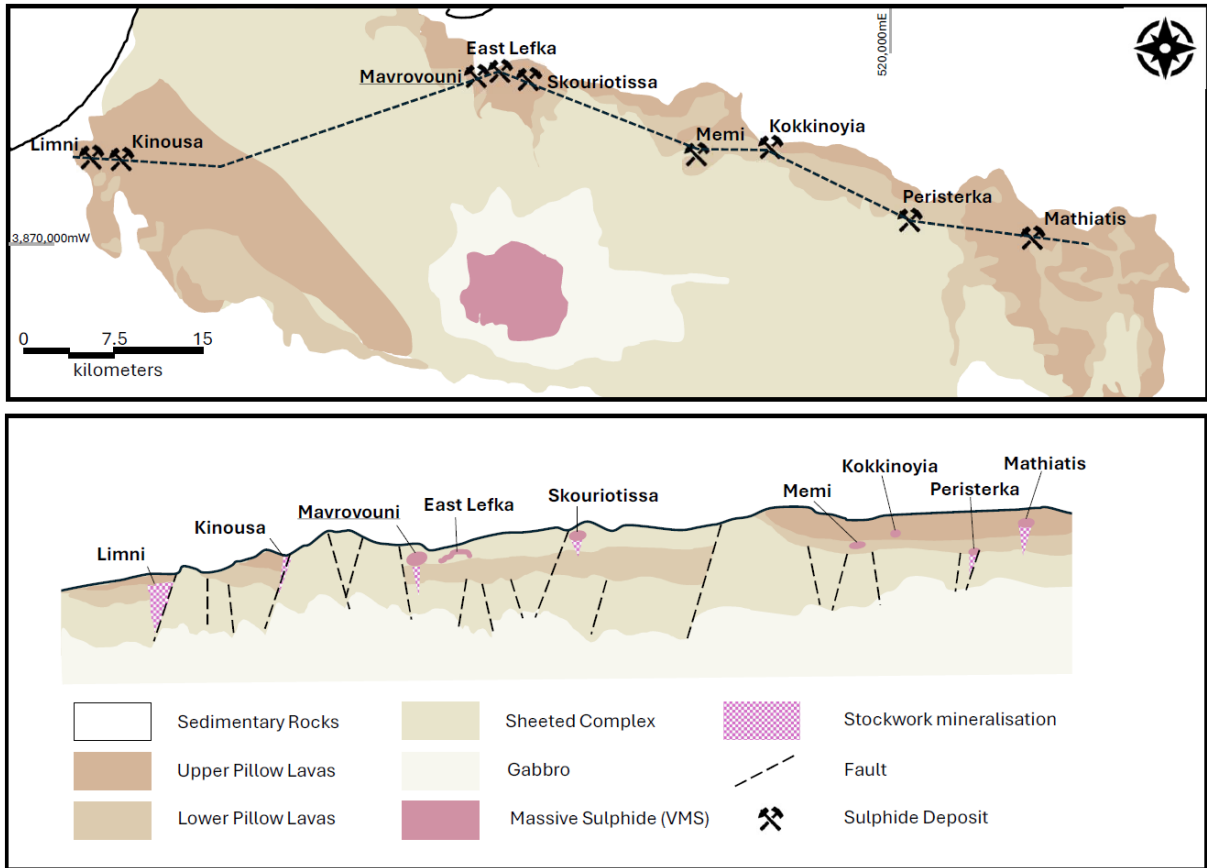 520,000mE
East Lefka
Mavrovouni
Skouriotissa
Limni
Kinousa
Memi
Kokkinoyia
Peristerka
Mathiatis
3,870,000mW
0 7.5 15
kilometers
Limni
Kinousa
Mavrovouni
East Lefka
Skouriotissa
Memi
Kokkinoyia
Peristerka
Mathiatis
Sedimentary Rocks
Sheeted Complex
Stockwork mineralisation
Upper Pillow Lavas
Gabbro
Fault
Lower Pillow Lavas
Massive Sulphide (VMS)
Sulphide Deposit